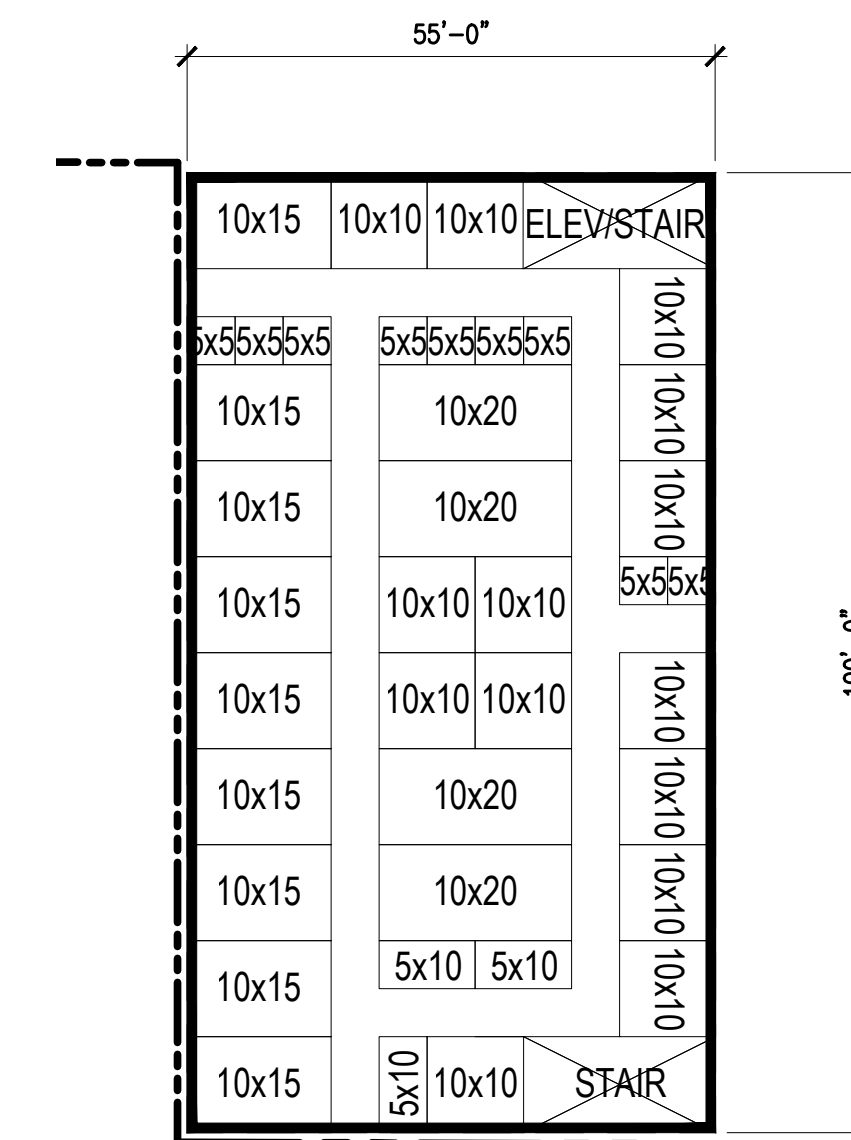 55'-0"
10x15 10x10 10x10 ELEV/STAIR
10x10
5x5 5x5 5x5 5x5 5x5 5x5 5x5
10x15 10x20 10x10
10x15 10x20 10x10
10x15 10x10 10x10 5x5 5x5
10x15 10x10 10x10 10x10
10x15 10x20 10x10
10x15 10x20 10x10
5x10 5x10
10x15 10x10
10x15 5x10 10x10 STAIR